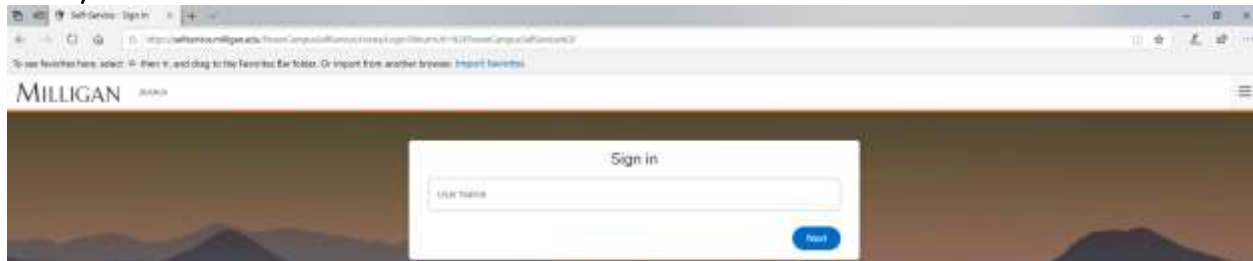 Self-Service - Sign In
To see favorites here, select then, and drag to the Favorites Bar folder. Or import from another browser. Import favorites
MILLIGAN SEARCH
Sign in
User Name
Next